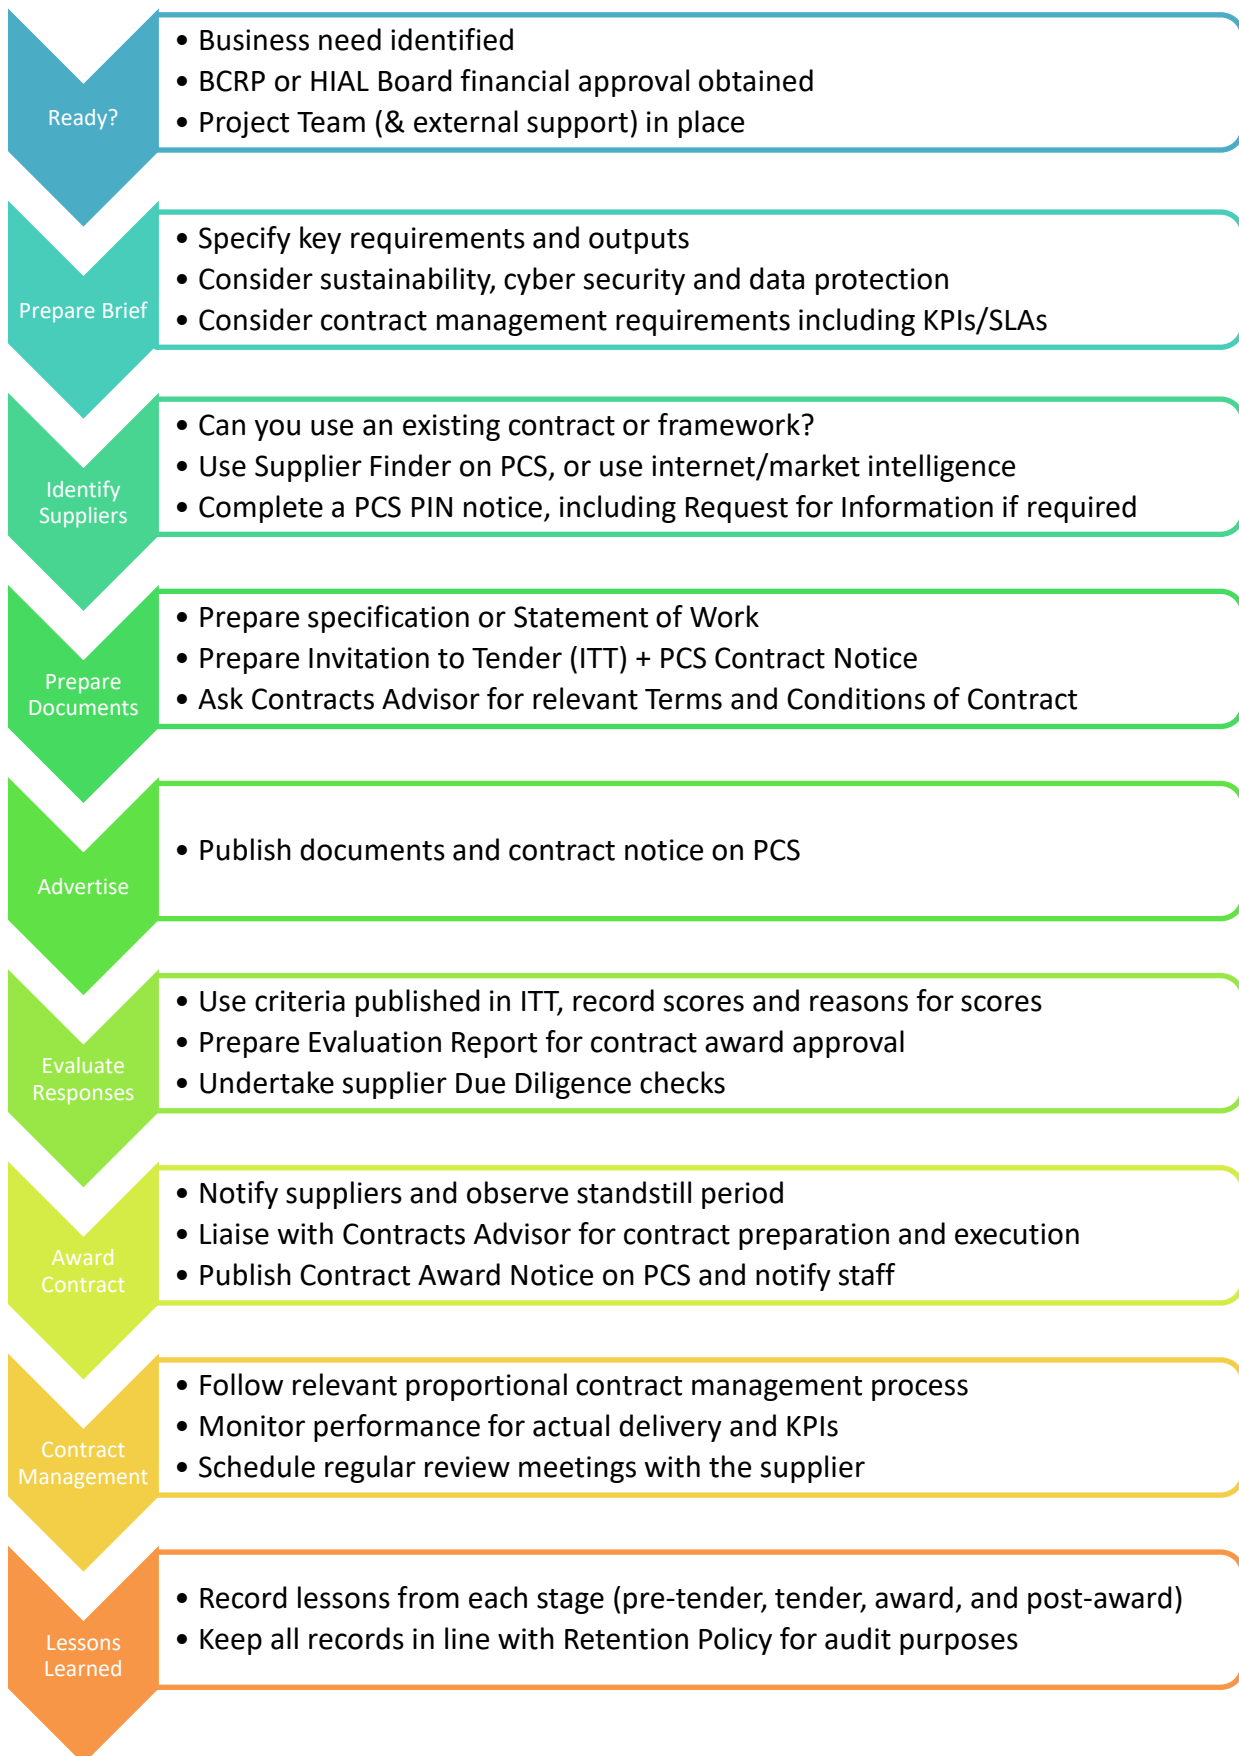 Ready?
• Business need identified
• BCRP or HIAL Board financial approval obtained
• Project Team (& external support) in place
Prepare Brief
• Specify key requirements and outputs
• Consider sustainability, cyber security and data protection
• Consider contract management requirements including KPIs/SLAs
Identify
Suppliers
• Can you use an existing contract or framework?
• Use Supplier Finder on PCS, or use internet/market intelligence
• Complete a PCS PIN notice, including Request for Information if required
Prepare
Documents
• Prepare specification or Statement of Work
• Prepare Invitation to Tender (ITT) + PCS Contract Notice
• Ask Contracts Advisor for relevant Terms and Conditions of Contract
Advertise
• Publish documents and contract notice on PCS
Evaluate
Responses
• Use criteria published in ITT, record scores and reasons for scores
• Prepare Evaluation Report for contract award approval
• Undertake supplier Due Diligence checks
Award
Contract
• Notify suppliers and observe standstill period
• Liaise with Contracts Advisor for contract preparation and execution
• Publish Contract Award Notice on PCS and notify staff
Contract
Management
• Follow relevant proportional contract management process
• Monitor performance for actual delivery and KPIs
• Schedule regular review meetings with the supplier
Lessons
Learned
• Record lessons from each stage (pre-tender, tender, award, and post-award)
• Keep all records in line with Retention Policy for audit purposes